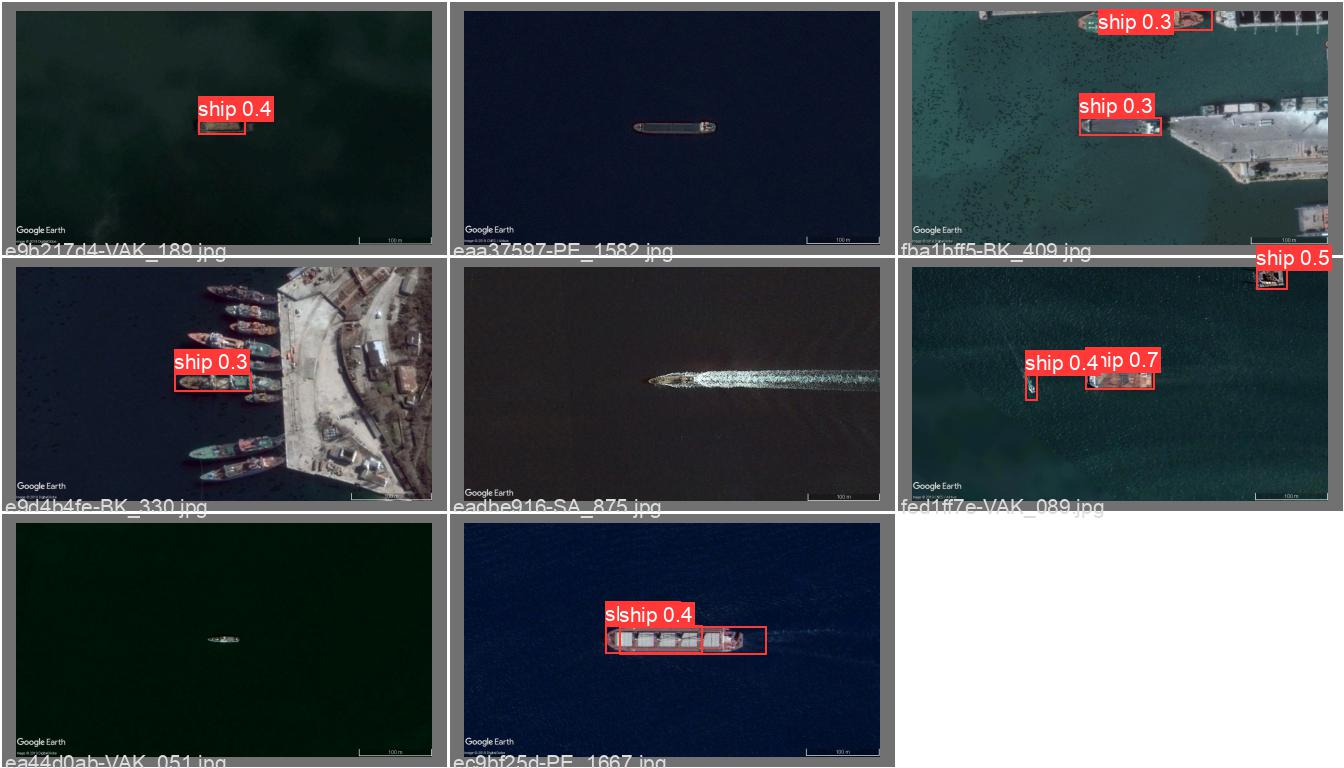 ship 0.4
Google Earth
100 m
e9b217d4-VAK_189.jpg
Google Earth
100 m
eaa37597-PE_1582.jpg
ship 0.3
ship 0.3
Google Earth
100 m
fba1bff5-BK_409.jpg
ship 0.3
Google Earth
e9d4b4fe-BK_330.jpg
Google Earth
100 m
eadbe916-SA_875.jpg
ship 0.5
ship 0.4
ip 0.7
Google Earth
100 m
fed1ff7e-VAK_089.jpg
Google Earth
100 m
ea44d0ab-VAK_051.jpg
ship 0.4
Google Earth
100 m
ec9bf25d-PE_1667.jpg